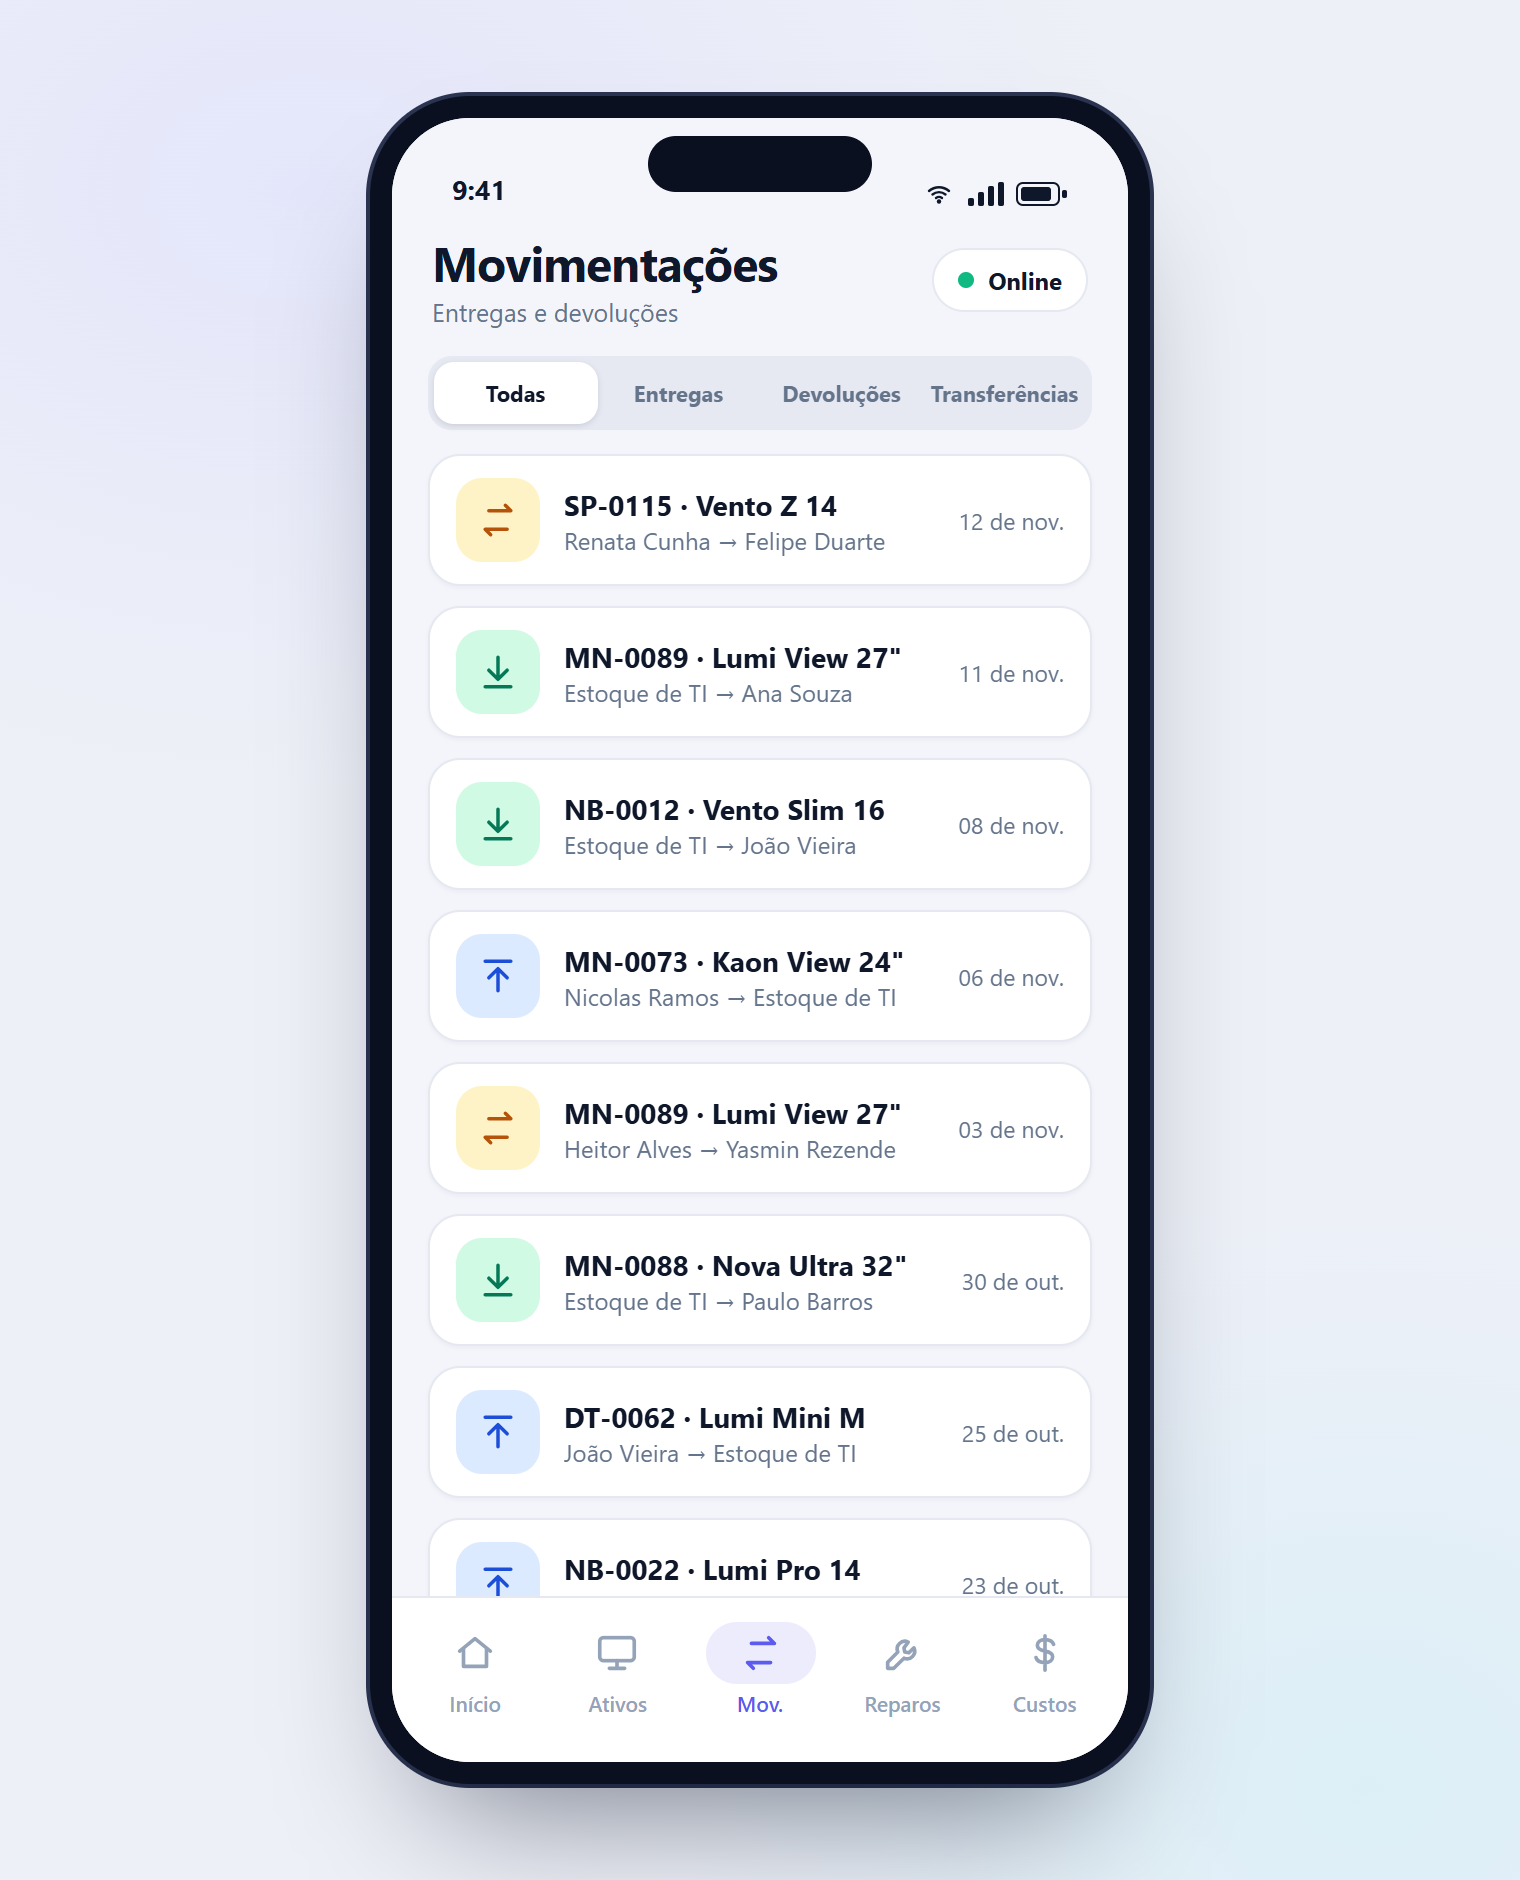 9:41
Movimentações
Online
Entregas e devoluções
Todas
Entregas
Devoluções
Transferências
SP-0115 · Vento Z 14
12 de nov.
Renata Cunha → Felipe Duarte
MN-0089 · Lumi View 27"
11 de nov.
Estoque de TI → Ana Souza
NB-0012 · Vento Slim 16
08 de nov.
Estoque de TI → João Vieira
MN-0073 · Kaon View 24"
06 de nov.
Nicolas Ramos → Estoque de TI
MN-0089 · Lumi View 27"
03 de nov.
Heitor Alves → Yasmin Rezende
MN-0088 · Nova Ultra 32"
30 de out.
Estoque de TI → Paulo Barros
DT-0062 · Lumi Mini M
25 de out.
João Vieira → Estoque de TI
NB-0022 · Lumi Pro 14
23 de out.
Início
Ativos
Mov.
Reparos
Custos